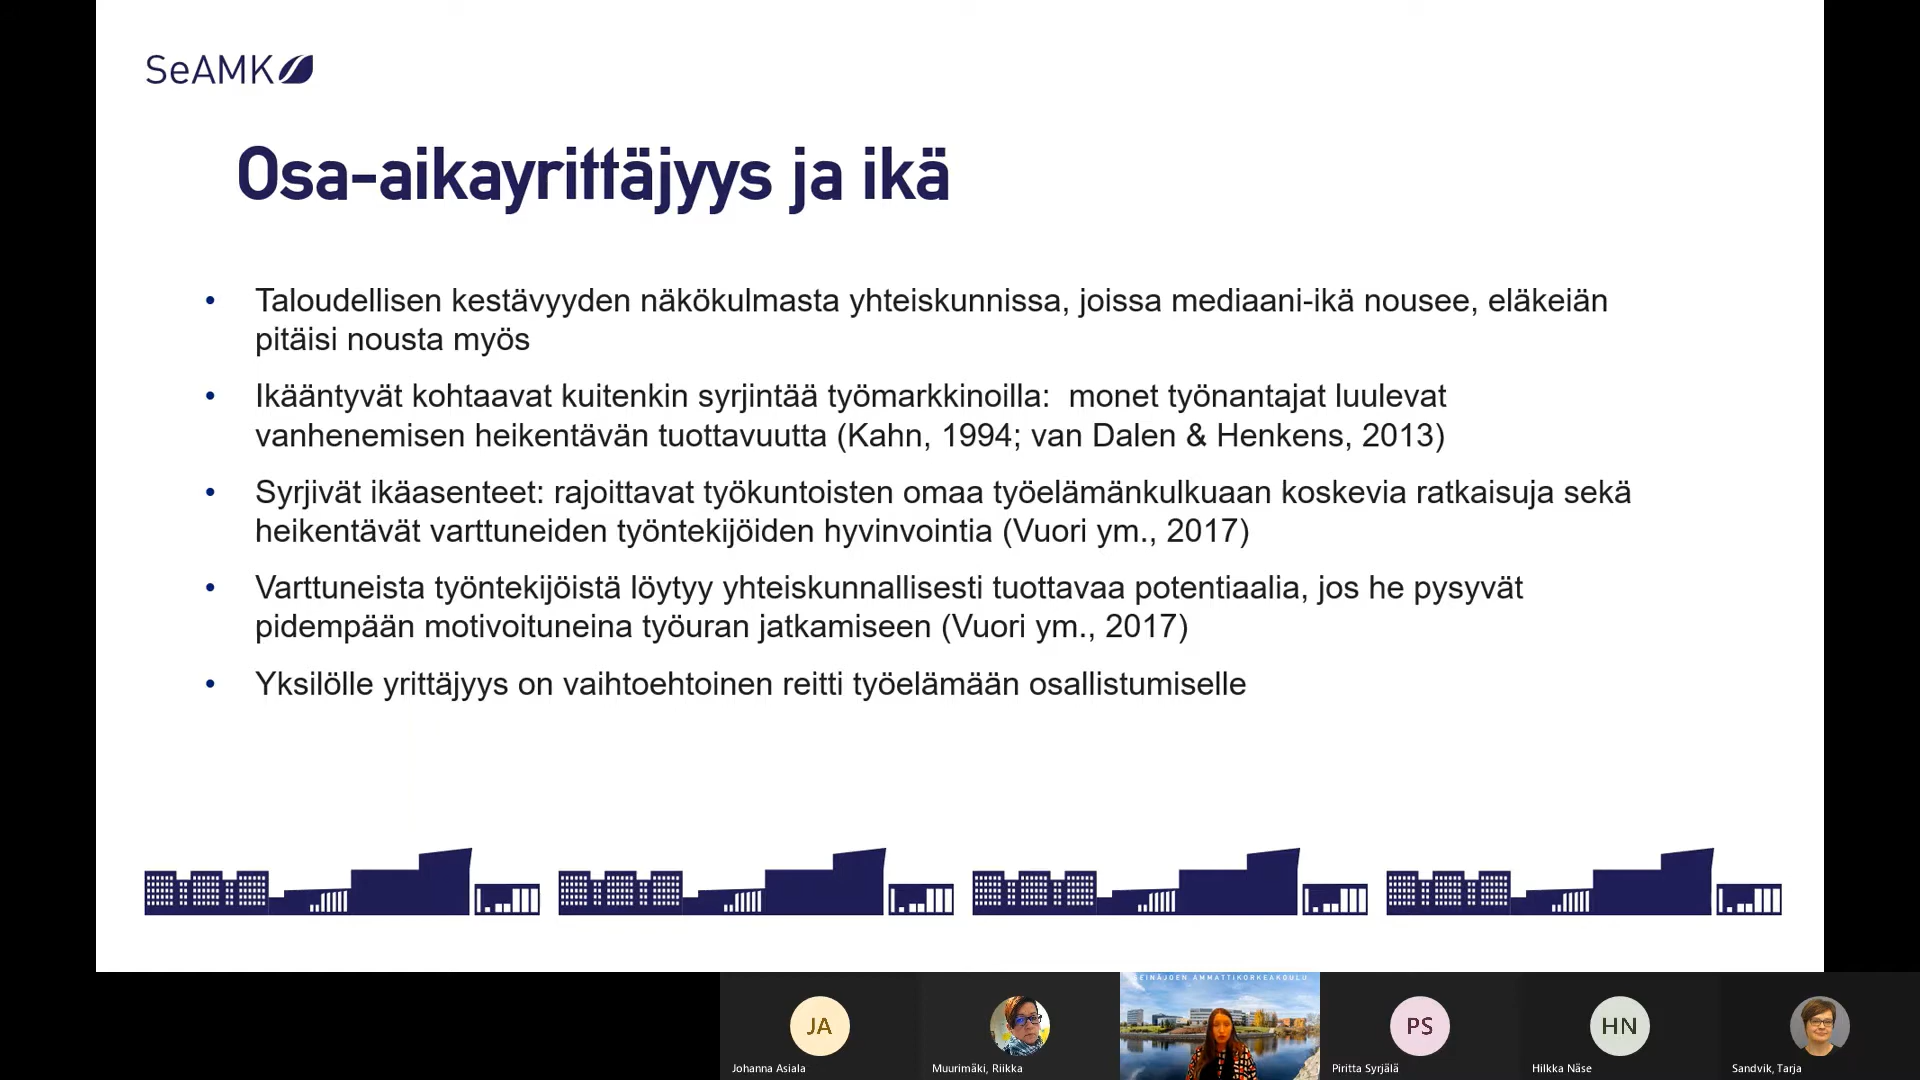 SeAMK
Osa-aikayrittäjyys ja ikä
• Taloudellisen kestävyyden näkökulmasta yhteiskunnissa, joissa mediaani-ikä nousee, eläkeiän
pitäisi nousta myös
• Ikääntyvät kohtaavat kuitenkin syrjintää työmarkkinoilla:  monet työnantajat luulevat
vanhenemisen heikentävän tuottavuutta (Kahn, 1994; van Dalen & Henkens, 2013)
• Syrjivät ikäasenteet: rajoittavat työkuntoisten omaa työelämänkulkuaan koskevia ratkaisuja sekä
heikentävät varttuneiden työntekijöiden hyvinvointia (Vuori ym., 2017)
• Varttuneista työntekijöistä löytyy yhteiskunnallisesti tuottavaa potentiaalia, jos he pysyvät
pidempään motivoituneina työuran jatkamiseen (Vuori ym., 2017)
• Yksilölle yrittäjyys on vaihtoehtoinen reitti työelämään osallistumiselle
EINÄJOEN AMMATTIKORKEAKOULU
JA
PS
HN
Johanna Asiala
Muurimäki, Riikka
Piritta Syrjälä
Hilkka Näse
Sandvik, Tarja